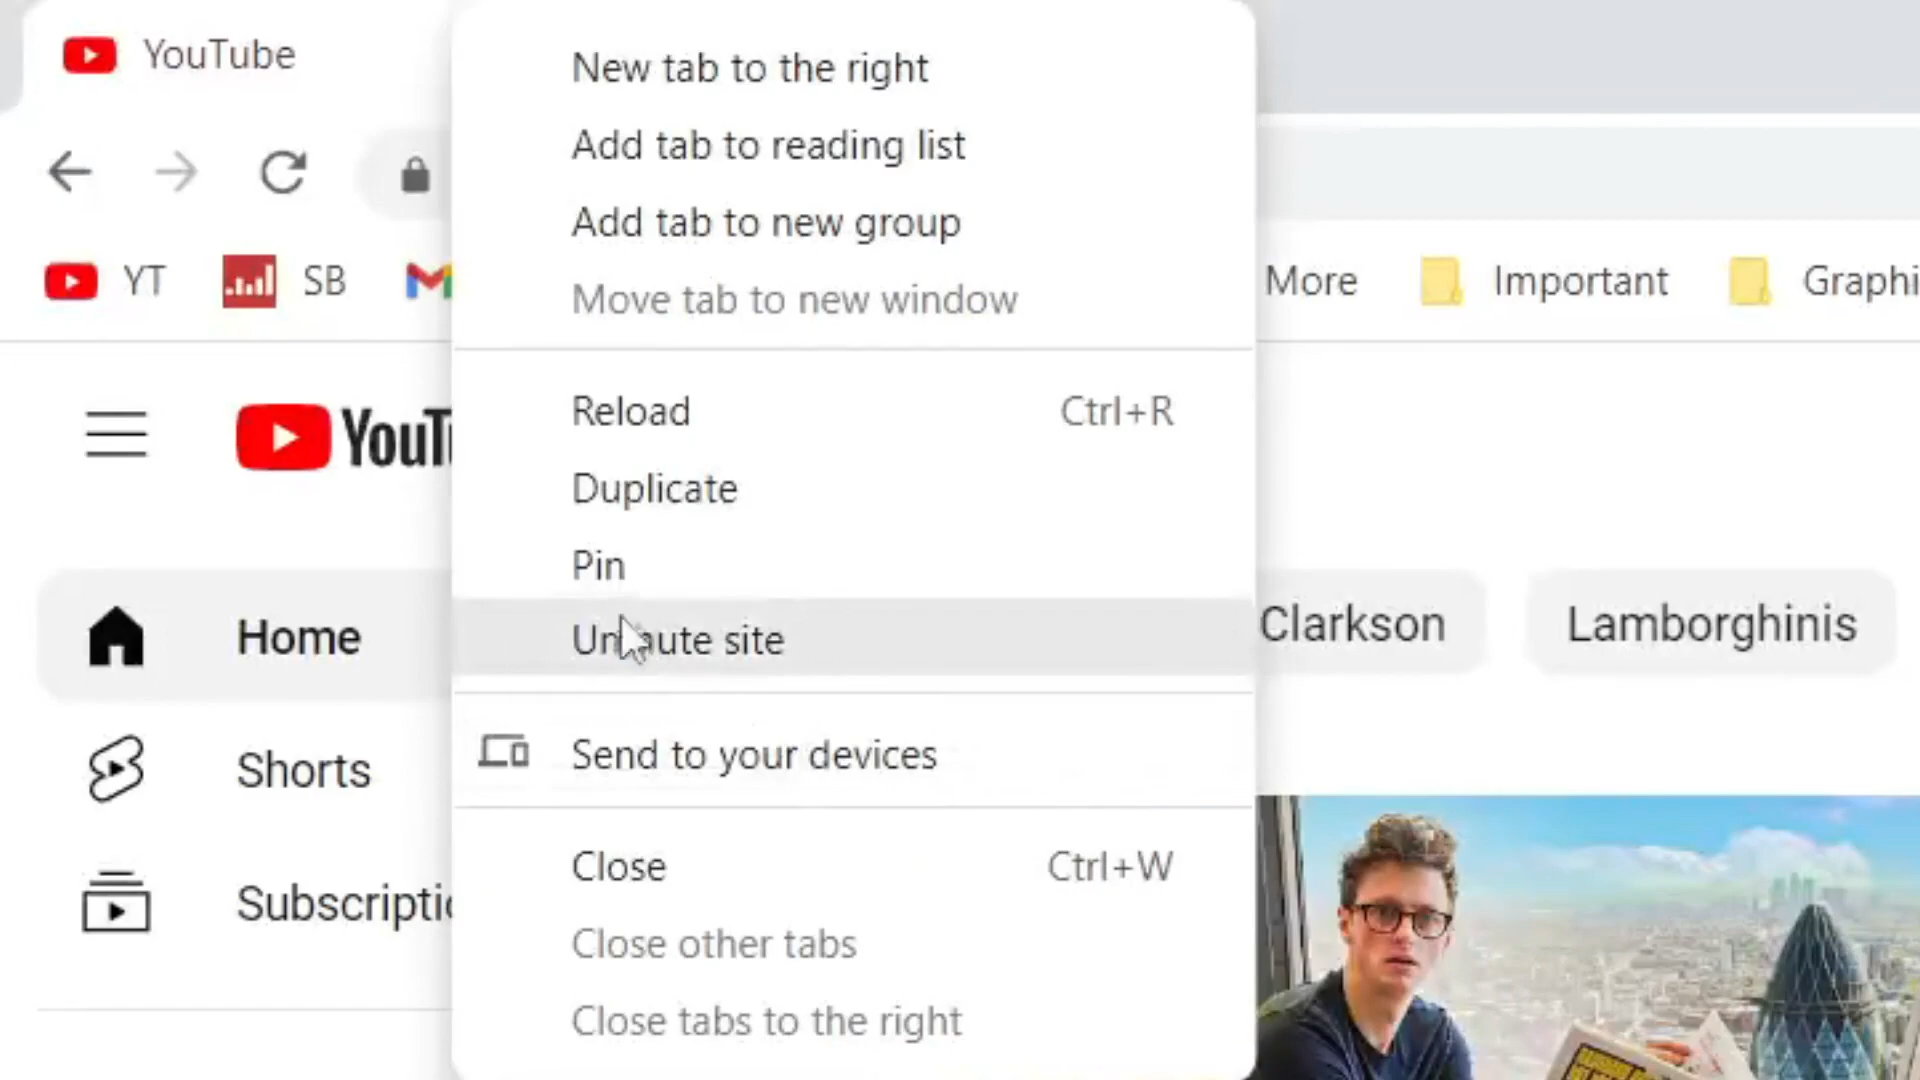 YouTube
New tab to the right
Add tab to reading list
Add tab to new group
Move tab to new window
YT
SB
More
Important
Graphi
Reload Ctrl+R
Duplicate
Pin
Unmute site
YouT
Home
Clarkson
Lamborghinis
Send to your devices
Shorts
Close Ctrl+W
Subscriptic
Close other tabs
Close tabs to the right